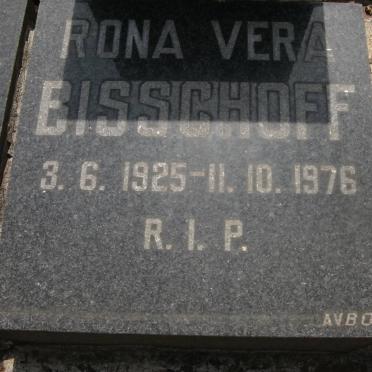 RONA VERA
BISSCHOFF
3. 6. 1925-11. 10. 1976
R. I. P.
AVBO